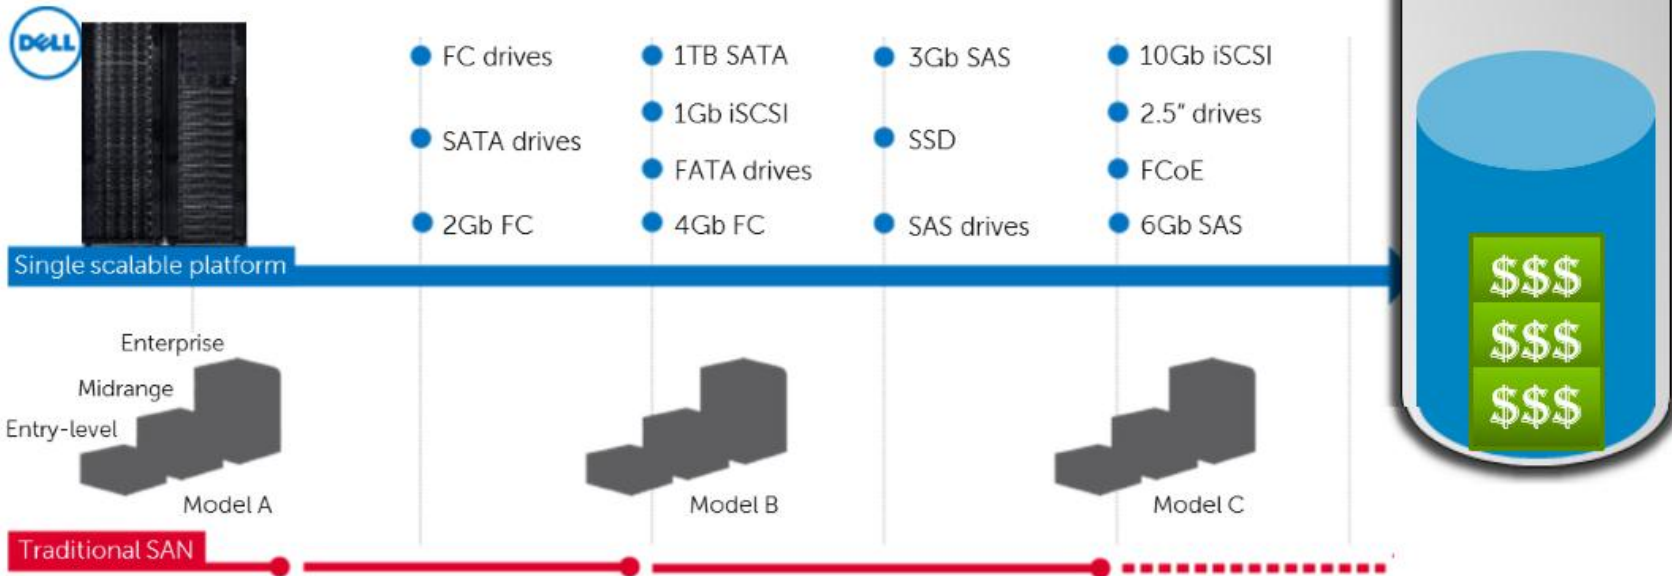 DELL
FC drives
SATA drives
2Gb FC
1TB SATA
1Gb iSCSI
FATA drives
4Gb FC
3Gb SAS
SSD
SAS drives
10Gb iSCSI
2.5" drives
FCoE
6Gb SAS
Single scalable platform
$$$
$$$
$$$
Enterprise
Midrange
Entry-level
Model A
Model B
Model C
Traditional SAN